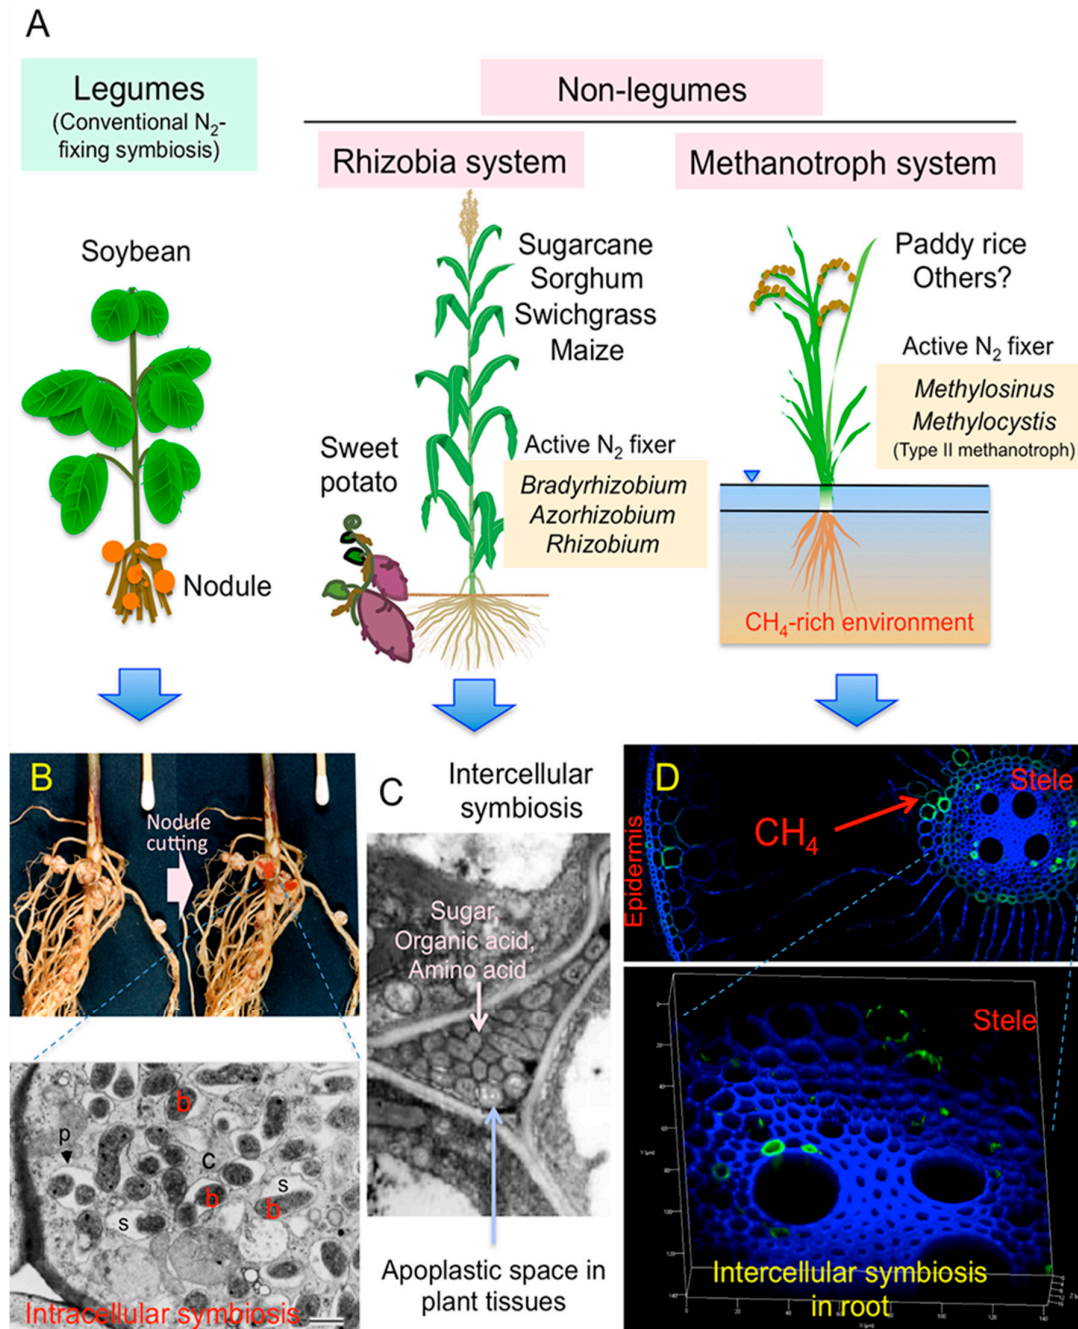 A
Legumes
(Conventional N₂-
fixing symbiosis)
Non-legumes
Rhizobia system
Methanotroph system
Soybean
Nodule
Sugarcane
Sorghum
Swichgrass
Maize
Sweet
potato
Active N₂ fixer
Bradyrhizobium
Azorhizobium
Rhizobium
Paddy rice
Others?
Active N₂ fixer
Methylosinus
Methylocystis
(Type II methanotroph)
CH₄-rich environment
B
Nodule
cutting
b
p
c
s
b
b
s
Intracellular symbiosis
C
Intercellular
symbiosis
Sugar,
Organic acid,
Amino acid
Apoplastic space in
plant tissues
D
Stele
CH₄
Epidermis
Stele
Intercellular symbiosis
in root